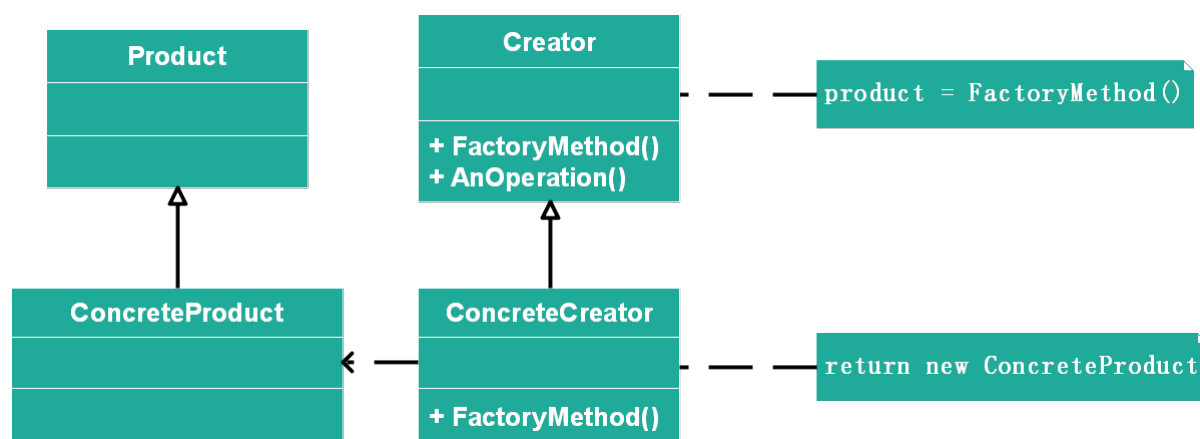 Product
Creator
+ FactoryMethod()
+ AnOperation()
product = FactoryMethod()
ConcreteProduct
ConcreteCreator
+ FactoryMethod()
return new ConcreteProduct